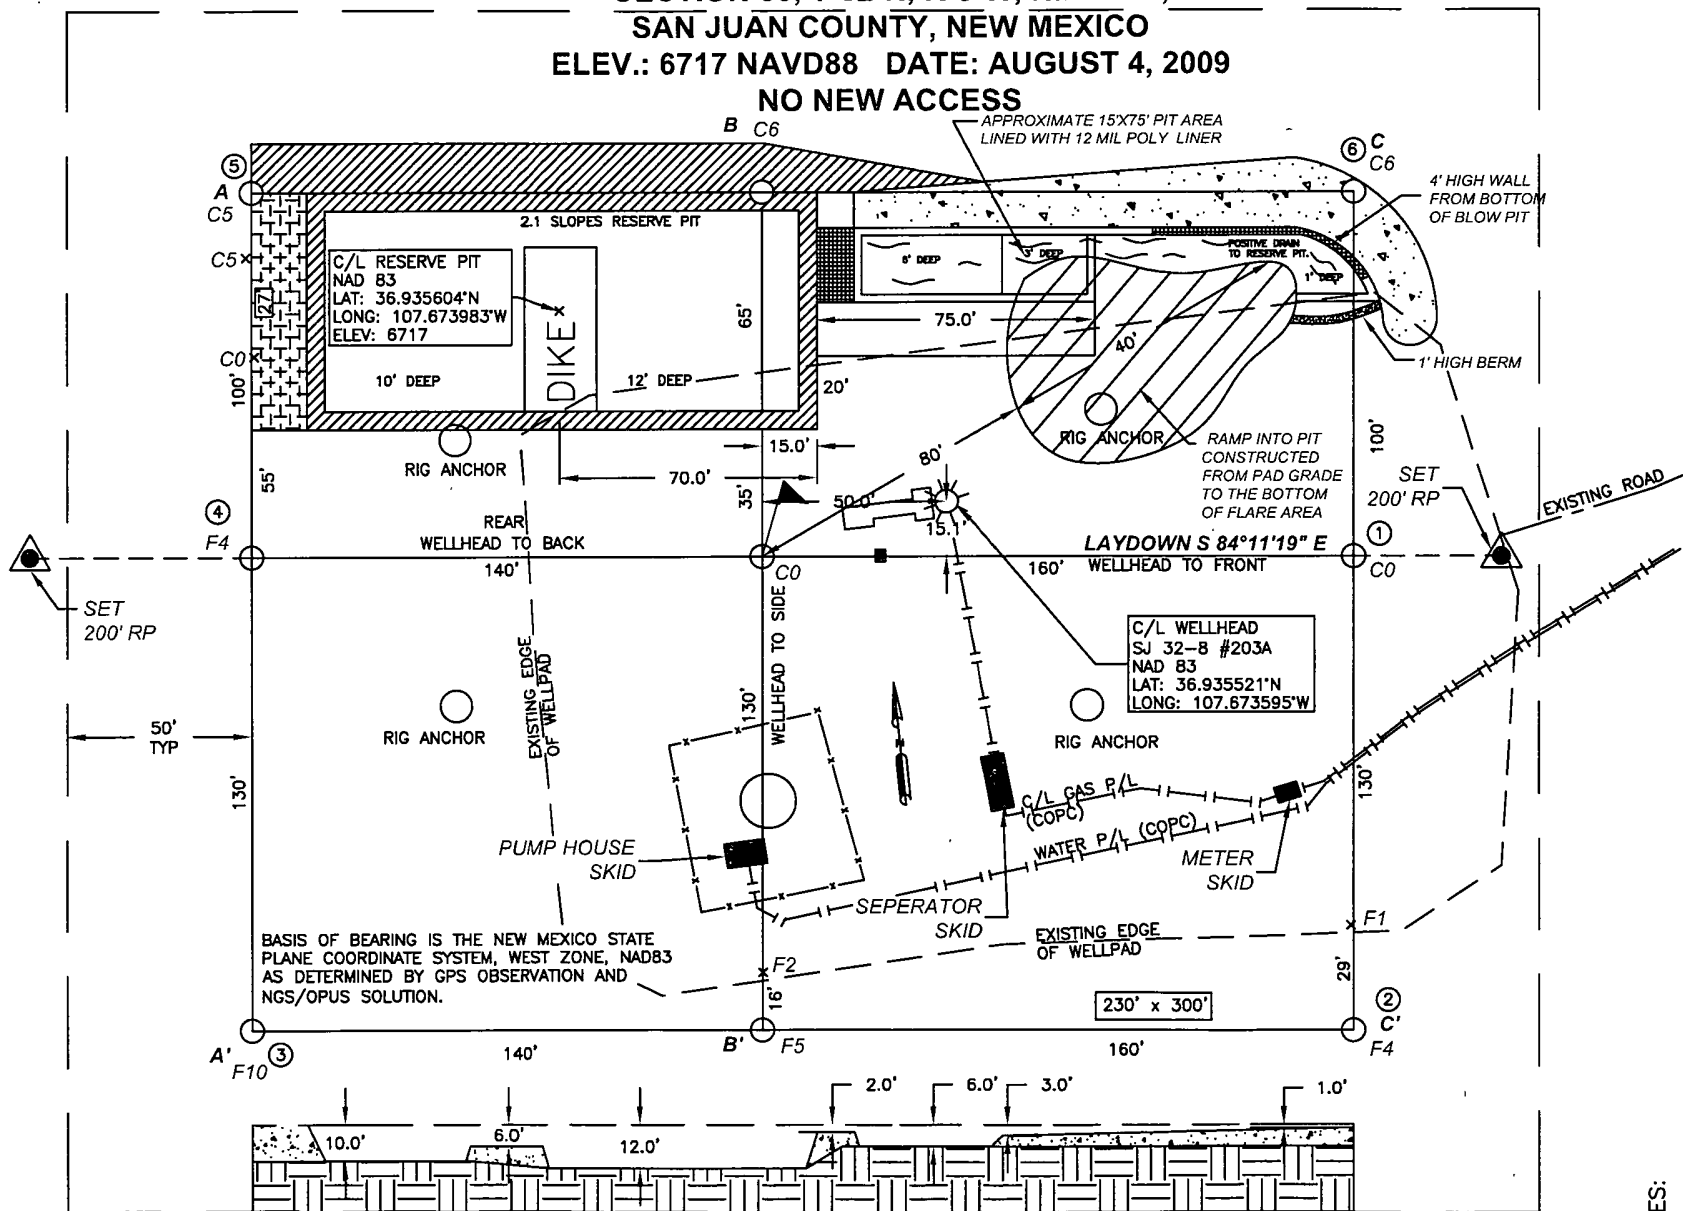 SAN JUAN COUNTY, NEW MEXICO
ELEV.: 6717 NAVD88 DATE: AUGUST 4, 2009
NO NEW ACCESS
APPROXIMATE 15'X75' PIT AREA
LINED WITH 12 MIL POLY LINER
B C6
5
A
C5
6 C
C6
4' HIGH WALL
FROM BOTTOM
OF BLOW PIT
2.1 SLOPES RESERVE PIT
C5
C/L RESERVE PIT
NAD 83
LAT: 36.935604°N
LONG: 107.673983°W
ELEV: 6717
27
DIKE
65'
6' DEEP
3' DEEP
POSITIVE DRAIN
TO RESERVE PIT.
1' DEEP
75.0'
40'
C0
100'
10' DEEP
12' DEEP
20'
1' HIGH BERM
RIG ANCHOR
15.0'
70.0'
80'
RIG ANCHOR
RAMP INTO PIT
CONSTRUCTED
FROM PAD GRADE
TO THE BOTTOM
OF FLARE AREA
100'
SET
200' RP
EXISTING ROAD
55'
35'
50.0'
15.1'
4
F4
REAR
WELLHEAD TO BACK
140'
C0
LAYDOWN S 84°11'19" E
160'
WELLHEAD TO FRONT
1
C0
SET
200' RP
EXISTING EDGE
OF WELLPAD
WELLHEAD TO SIDE
130'
C/L WELLHEAD
SJ 32-8 #203A
NAD 83
LAT: 36.935521°N
LONG: 107.673595°W
50'
TYP
RIG ANCHOR
RIG ANCHOR
N
130'
130'
C/L GAS P/L
(COPC)
WATER P/L (COPC)
PUMP HOUSE
SKID
METER
SKID
SEPERATOR
SKID
F1
EXISTING EDGE
OF WELLPAD
BASIS OF BEARING IS THE NEW MEXICO STATE
PLANE COORDINATE SYSTEM, WEST ZONE, NAD83
AS DETERMINED BY GPS OBSERVATION AND
NGS/OPUS SOLUTION.
F2
16'
29'
230' x 300'
2
C'
F4
A' 3
F10
140'
B' F5
160'
2.0'
6.0'
3.0'
1.0'
10.0'
6.0'
12.0'
ES: